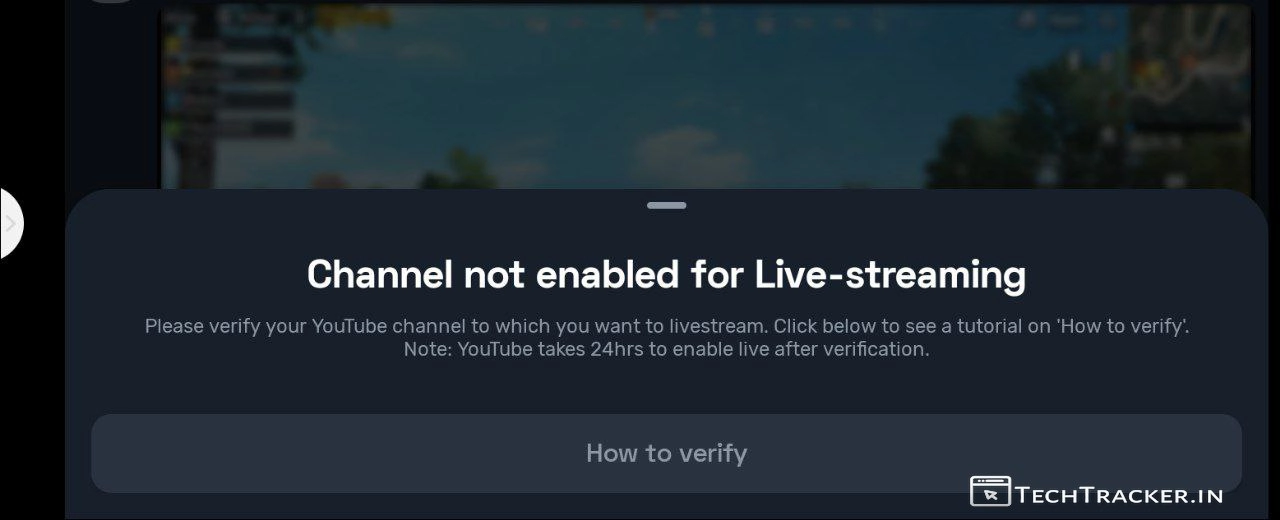 Channel not enabled for Live-streaming
Please verify your YouTube channel to which you want to livestream. Click below to see a tutorial on 'How to verify'.
Note: YouTube takes 24hrs to enable live after verification.
How to verify
TECHTRACKER.IN